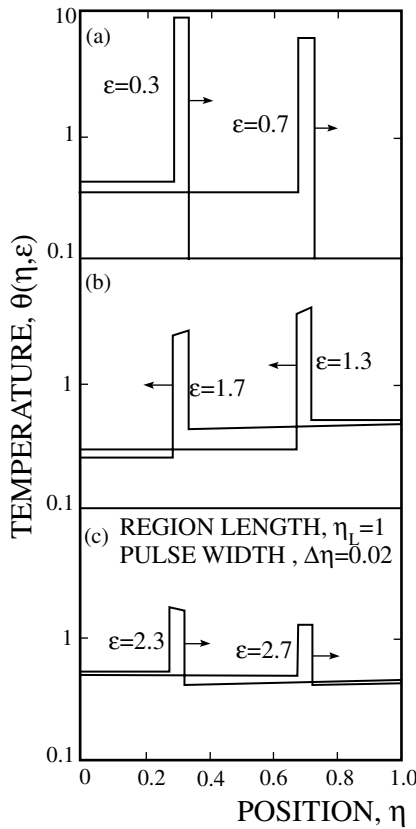 10
(a)
ε=0.3
ε=0.7
1
0.1
(b)
ε=1.3
1
ε=1.7
0.1
(c) REGION LENGTH, ηL=1
PULSE WIDTH , Δη=0.02
1
ε=2.3
ε=2.7
0.1
0 0.2 0.4 0.6 0.8 1.0
POSITION, η
TEMPERATURE, θ(η,ε)